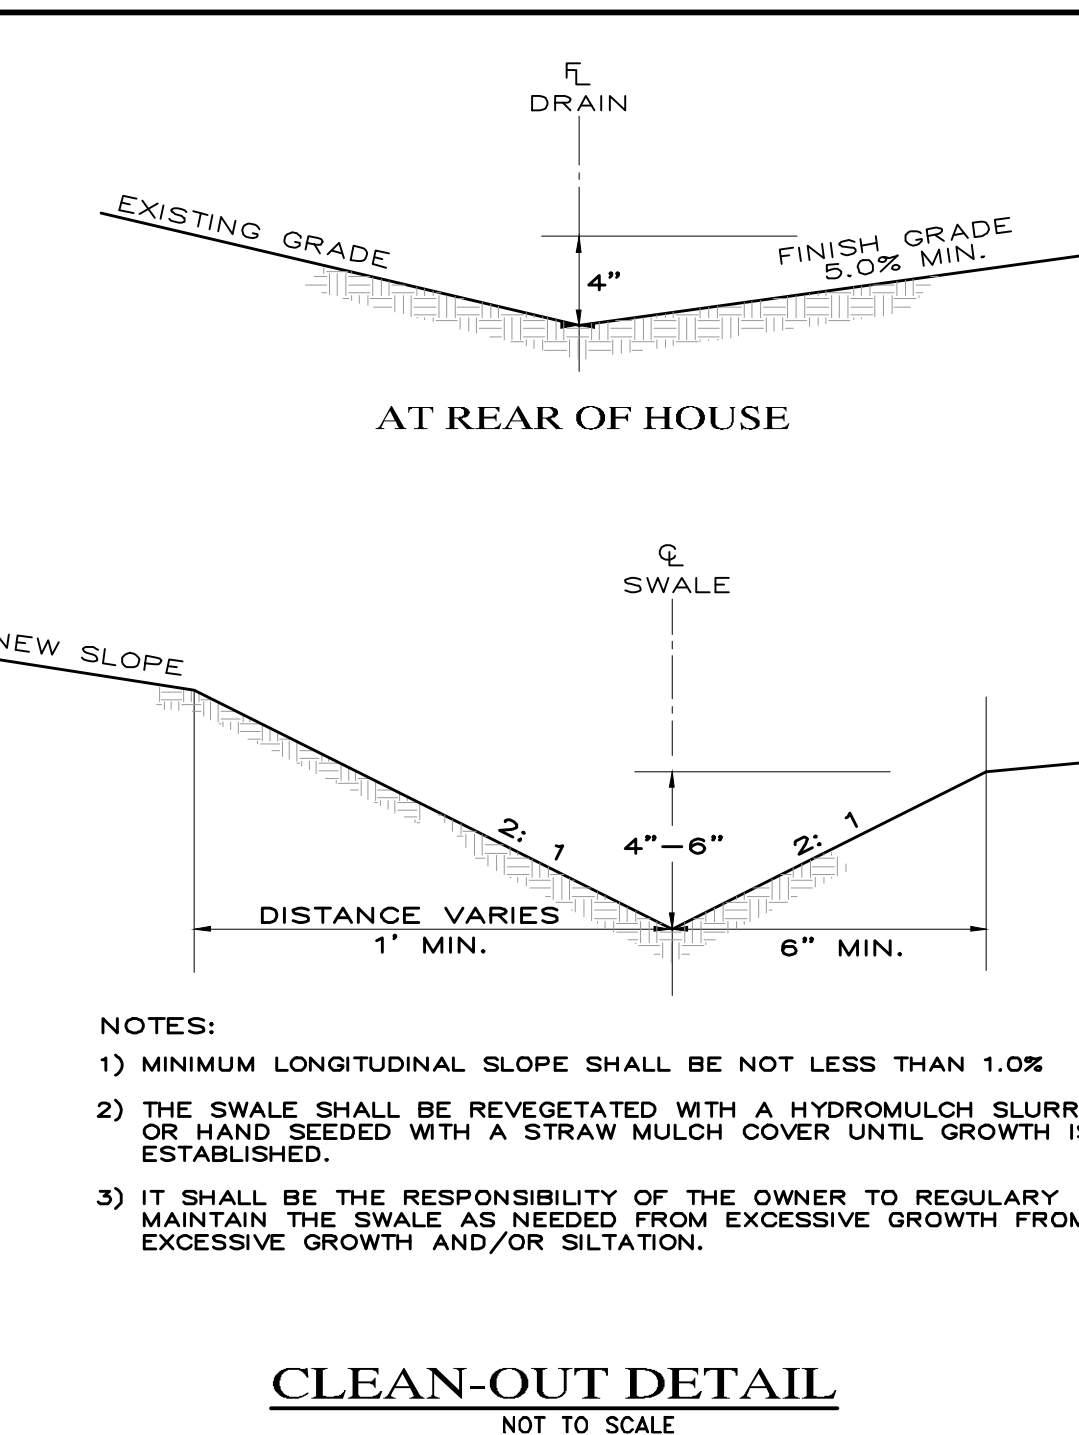 FL
DRAIN
EXISTING GRADE
FINISH GRADE
5.0% MIN.
4"
AT REAR OF HOUSE
CL
SWALE
NEW SLOPE
2: 1
4"-6"
2: 1
DISTANCE VARIES
1' MIN.
6" MIN.
NOTES:
1) MINIMUM LONGITUDINAL SLOPE SHALL BE NOT LESS THAN 1.0%
2) THE SWALE SHALL BE REVEGETATED WITH A HYDROMULCH SLURR
OR HAND SEEDED WITH A STRAW MULCH COVER UNTIL GROWTH IS
ESTABLISHED.
3) IT SHALL BE THE RESPONSIBILITY OF THE OWNER TO REGULARY
MAINTAIN THE SWALE AS NEEDED FROM EXCESSIVE GROWTH FROM
EXCESSIVE GROWTH AND/OR SILTATION.
CLEAN-OUT DETAIL
NOT TO SCALE